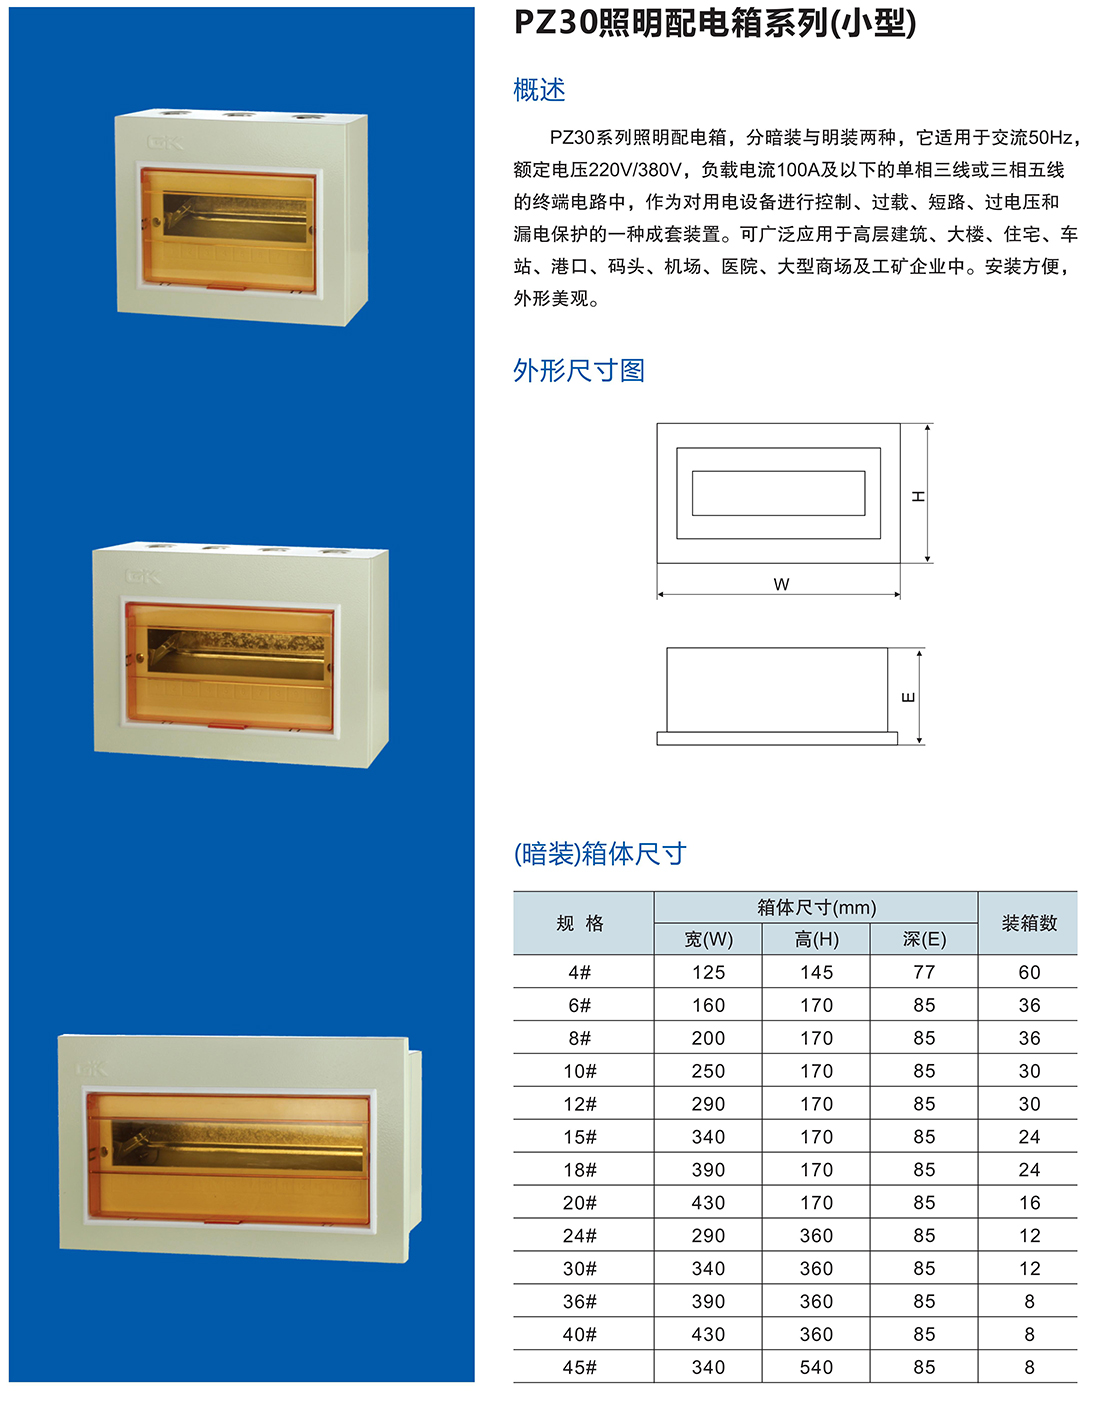 PZ30照明配电箱系列(小型)
概述
PZ30系列照明配电箱，分暗装与明装两种，它适用于交流50Hz，
额定电压220V/380V，负载电流100A及以下的单相三线或三相五线
的终端电路中，作为对用电设备进行控制、过载、短路、过电压和
漏电保护的一种成套装置。可广泛应用于高层建筑、大楼、住宅、车
站、港口、码头、机场、医院、大型商场及工矿企业中。安装方便，
外形美观。
外形尺寸图
H
W
E
(暗装)箱体尺寸
规 格 箱体尺寸(mm) 装箱数
宽(W) 高(H) 深(E)
4# 125 145 77 60
6# 160 170 85 36
8# 200 170 85 36
10# 250 170 85 30
12# 290 170 85 30
15# 340 170 85 24
18# 390 170 85 24
20# 430 170 85 16
24# 290 360 85 12
30# 340 360 85 12
36# 390 360 85 8
40# 430 360 85 8
45# 340 540 85 8